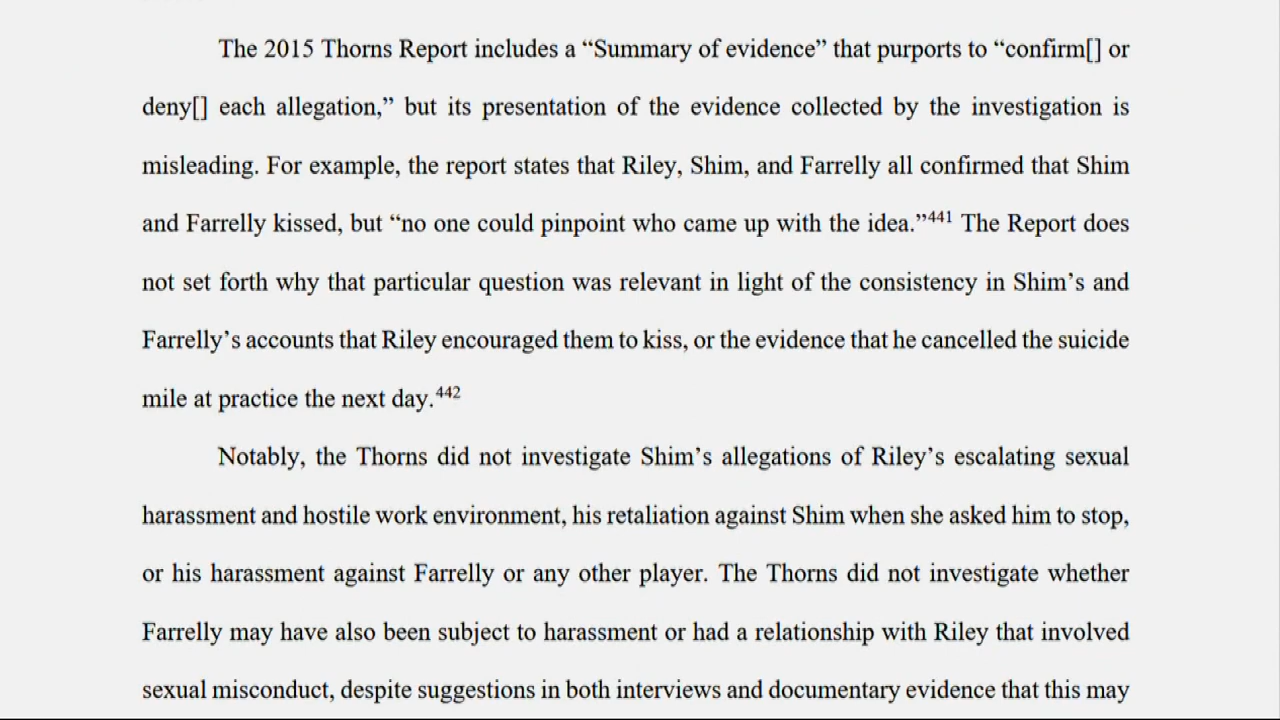 The 2015 Thorns Report includes a “Summary of evidence” that purports to “confirm[] or
deny[] each allegation,” but its presentation of the evidence collected by the investigation is
misleading. For example, the report states that Riley, Shim, and Farrelly all confirmed that Shim
and Farrelly kissed, but “no one could pinpoint who came up with the idea.”441 The Report does
not set forth why that particular question was relevant in light of the consistency in Shim’s and
Farrelly’s accounts that Riley encouraged them to kiss, or the evidence that he cancelled the suicide
mile at practice the next day.442
Notably, the Thorns did not investigate Shim’s allegations of Riley’s escalating sexual
harassment and hostile work environment, his retaliation against Shim when she asked him to stop,
or his harassment against Farrelly or any other player. The Thorns did not investigate whether
Farrelly may have also been subject to harassment or had a relationship with Riley that involved
sexual misconduct, despite suggestions in both interviews and documentary evidence that this may